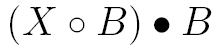 (X ∘ B) • B